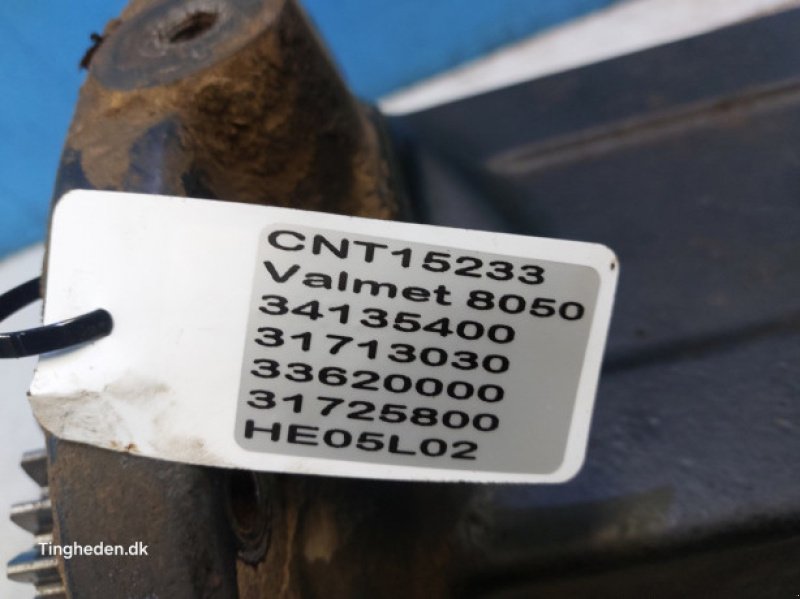 CNT15233
Valmet 8050
34135400
31713030
33620000
31725800
HE05L02
Tingheden.dk